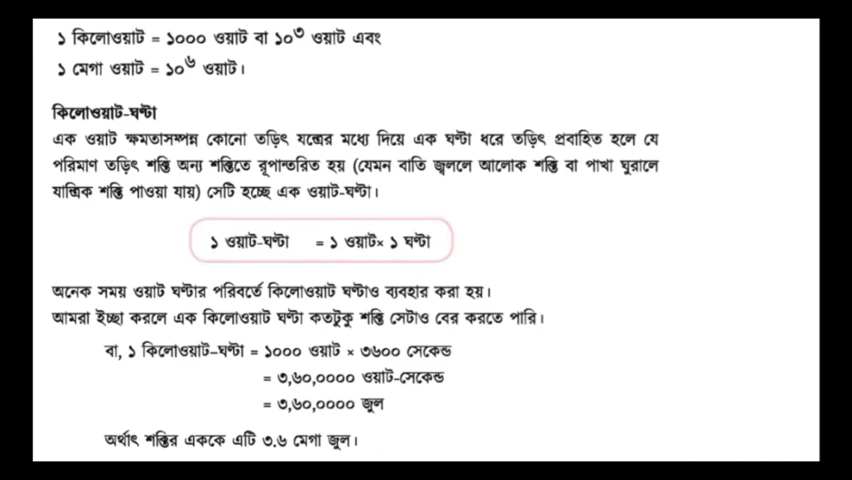 ১ কিলোওয়াট = ১০০০ ওয়াট বা ১০³ ওয়াট এবং
১ মেগা ওয়াট = ১০⁶ ওয়াট।
কিলোওয়াট-ঘণ্টা
এক ওয়াট ক্ষমতাসম্পন্ন কোনো তড়িৎ যন্ত্রের মধ্যে দিয়ে এক ঘণ্টা ধরে তড়িৎ প্রবাহিত হলে যে
পরিমাণ তড়িৎ শক্তি অন্য শক্তিতে রূপান্তরিত হয় (যেমন বাতি জ্বললে আলোক শক্তি বা পাখা ঘুরালে
যান্ত্রিক শক্তি পাওয়া যায়) সেটি হচ্ছে এক ওয়াট-ঘণ্টা।
১ ওয়াট-ঘণ্টা = ১ ওয়াট× ১ ঘণ্টা
অনেক সময় ওয়াট ঘণ্টার পরিবর্তে কিলোওয়াট ঘণ্টাও ব্যবহার করা হয়।
আমরা ইচ্ছা করলে এক কিলোওয়াট ঘণ্টা কতটুকু শক্তি সেটাও বের করতে পারি।
বা, ১ কিলোওয়াট-ঘণ্টা = ১০০০ ওয়াট × ৩৬০০ সেকেন্ড
= ৩,৬০,০০০০ ওয়াট-সেকেন্ড
= ৩,৬০,০০০০ জুল
অর্থাৎ শক্তির এককে এটি ৩.৬ মেগা জুল।